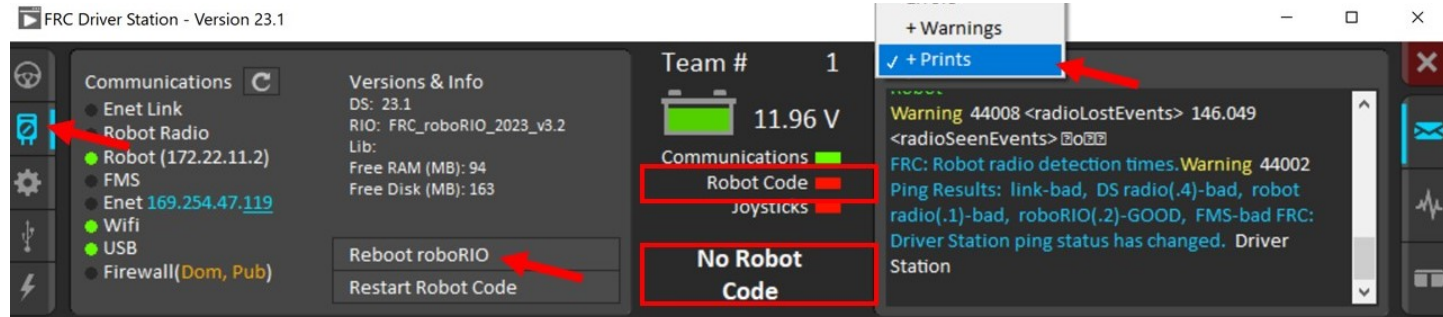 FRC Driver Station - Version 23.1
Communications
Enet Link
Robot Radio
Robot (172.22.11.2)
FMS
Enet 169.254.47.119
Wifi
USB
Firewall(Dom, Pub)
Versions & Info
DS: 23.1
RIO: FRC_roboRIO_2023_v3.2
Lib:
Free RAM (MB): 94
Free Disk (MB): 163
Reboot roboRIO
Restart Robot Code
Team # 1
11.96 V
Communications
Robot Code
Joysticks
No Robot
Code
+ Warnings
✓ + Prints
Warning 44008 <radioLostEvents> 146.049
<radioSeenEvents>
FRC: Robot radio detection times.Warning 44002
Ping Results: link-bad, DS radio(.4)-bad, robot
radio(.1)-bad, roboRIO(.2)-GOOD, FMS-bad FRC:
Driver Station ping status has changed. Driver
Station